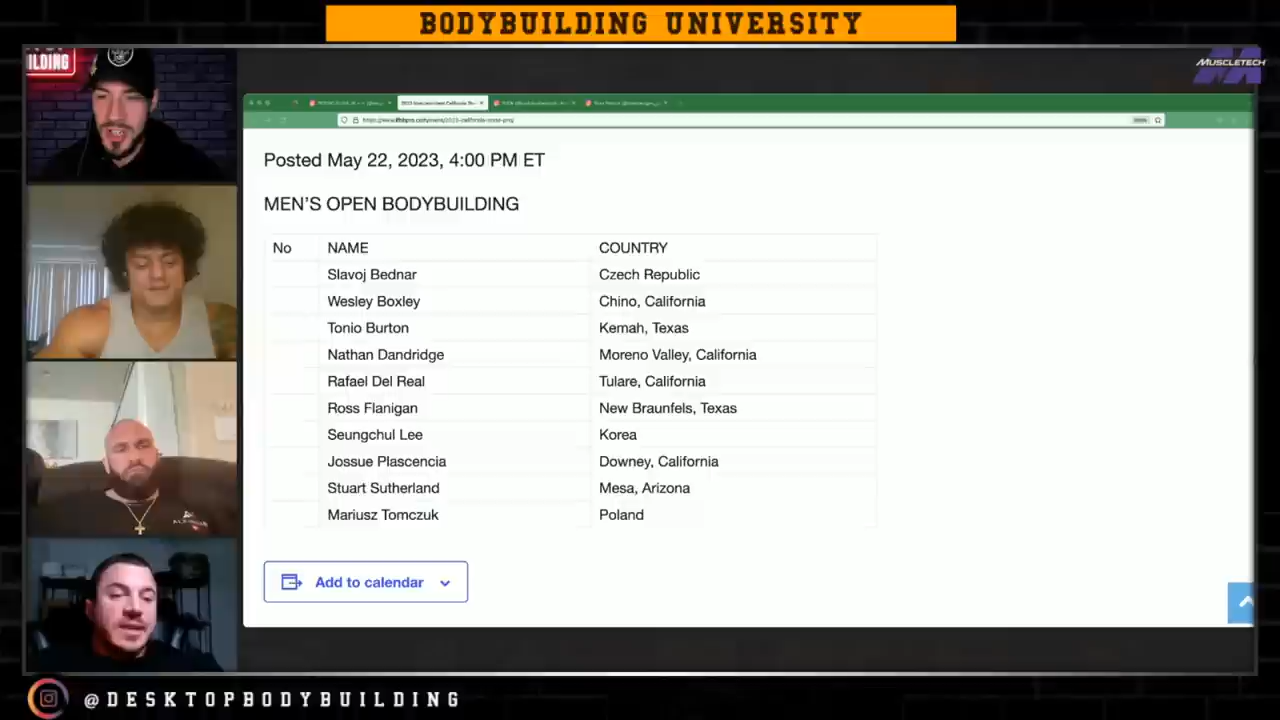 BODYBUILDING UNIVERSITY
ILDING
MUSCLETECH
Posted May 22, 2023, 4:00 PM ET
MEN'S OPEN BODYBUILDING
No NAME COUNTRY
Slavoj Bednar Czech Republic
Wesley Boxley Chino, California
Tonio Burton Kemah, Texas
Nathan Dandridge Moreno Valley, California
Rafael Del Real Tulare, California
Ross Flanigan New Braunfels, Texas
Seungchul Lee Korea
Jossue Plascencia Downey, California
Stuart Sutherland Mesa, Arizona
Mariusz Tomczuk Poland
Add to calendar
@DESKTOPBODYBUILDING